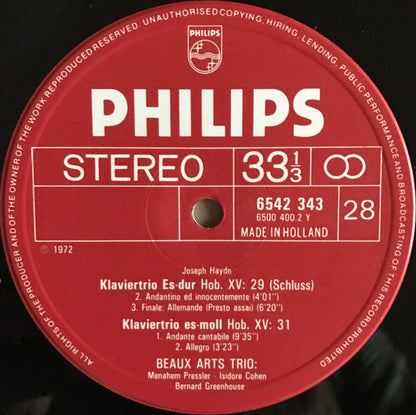 ALL RIGHTS OF THE PRODUCER AND OF THE OWNER OF THE WORK REPRODUCED RESERVED. UNAUTHORISED COPYING, HIRING, LENDING, PUBLIC PERFORMANCE AND BROADCASTING OF THIS RECORD PROHIBITED
PHILIPS
PHILIPS
STEREO 33 1/3
6542 343
6500 400.2 Y
MADE IN HOLLAND
28
℗ 1972
Joseph Haydn
Klaviertrio Es-dur Hob. XV: 29 (Schluss)
2. Andantino ed innocentemente (4'01'')
3. Finale: Allemande (Presto assai) (6'20'')
Klaviertrio es-moll Hob. XV: 31
1. Andante cantabile (9'35'')
2. Allegro (3'23'')
BEAUX ARTS TRIO:
Menahem Pressler - Isidore Cohen
Bernard Greenhouse